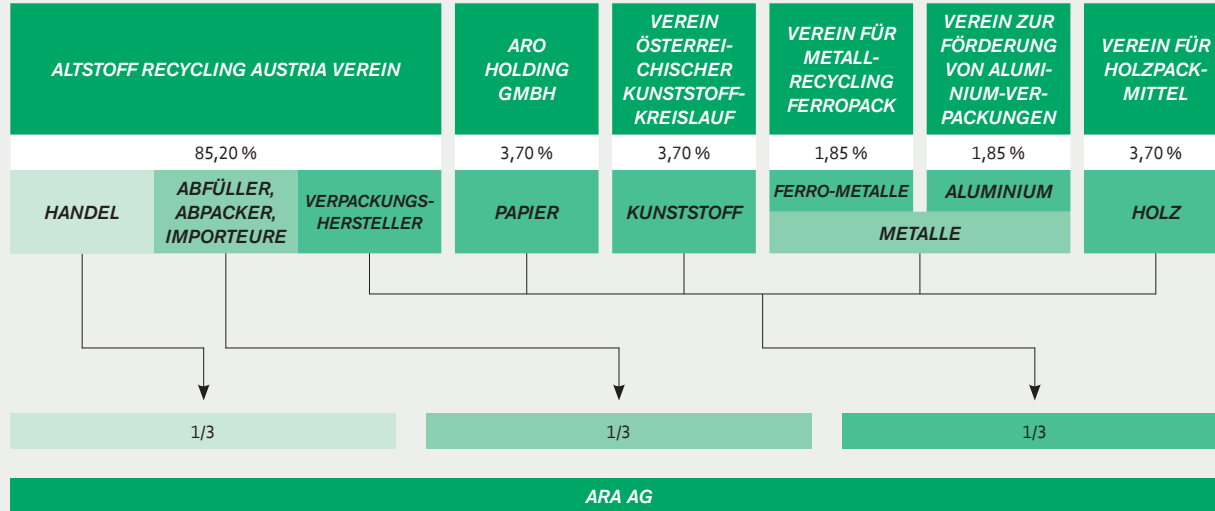 ALTSTOFF RECYCLING AUSTRIA VEREIN
ARO
HOLDING
GMBH
VEREIN
ÖSTERREI-
CHISCHER
KUNSTSTOFF-
KREISLAUF
VEREIN FÜR
METALL-
RECYCLING
FERROPACK
VEREIN ZUR
FÖRDERUNG
VON ALUMI-
NIUM-VER-
PACKUNGEN
VEREIN FÜR
HOLZPACK-
MITTEL
85,20 %
3,70 %
3,70 %
1,85 %
1,85 %
3,70 %
HANDEL
ABFÜLLER,
ABPACKER,
IMPORTEURE
VERPACKUNGS-
HERSTELLER
PAPIER
KUNSTSTOFF
FERRO-METALLE
ALUMINIUM
METALLE
HOLZ
1/3
1/3
1/3
ARA AG